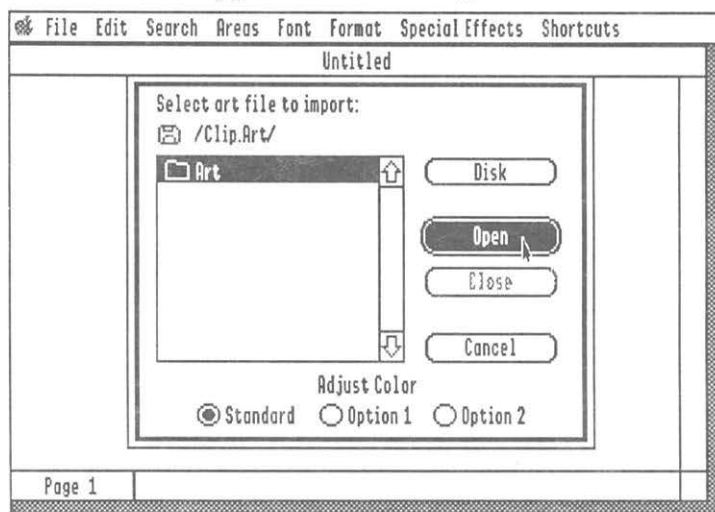 File Edit Search Areas Font Format Special Effects Shortcuts
Untitled
Select art file to import:
/Clip.Art/
Art
Disk
Open
Close
Cancel
Adjust Color
Standard Option 1 Option 2
Page 1